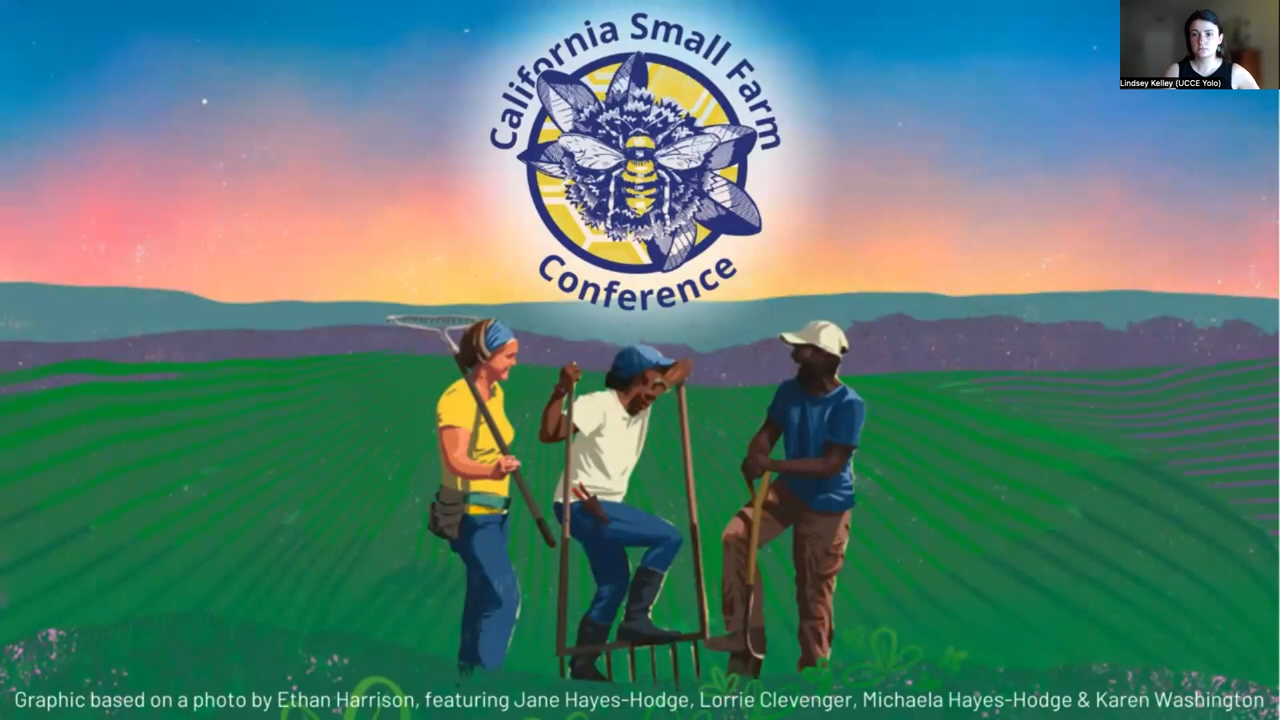 California Small Farm
Conference
Lindsey Kelley (UCCE Yolo)
Graphic based on a photo by Ethan Harrison, featuring Jane Hayes-Hodge, Lorrie Clevenger, Michaela Hayes-Hodge & Karen Washington